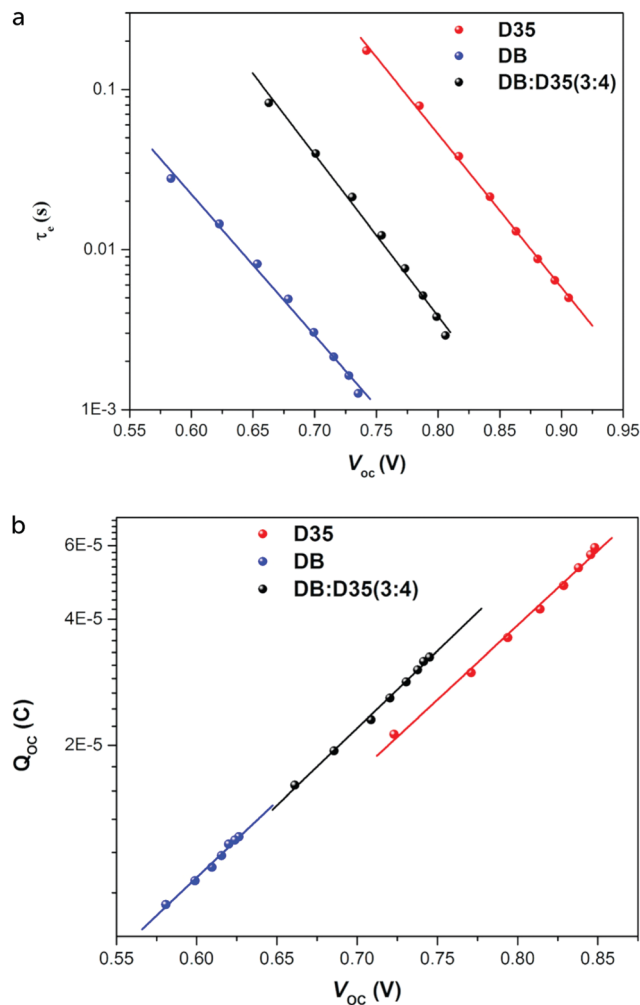 a
D35
DB
DB:D35(3:4)
0.1
0.01
1E-3
τe (s)
0.55 0.60 0.65 0.70 0.75 0.80 0.85 0.90 0.95
Voc (V)
b
D35
DB
DB:D35(3:4)
6E-5
4E-5
2E-5
QOC (C)
0.55 0.60 0.65 0.70 0.75 0.80 0.85
VOC (V)